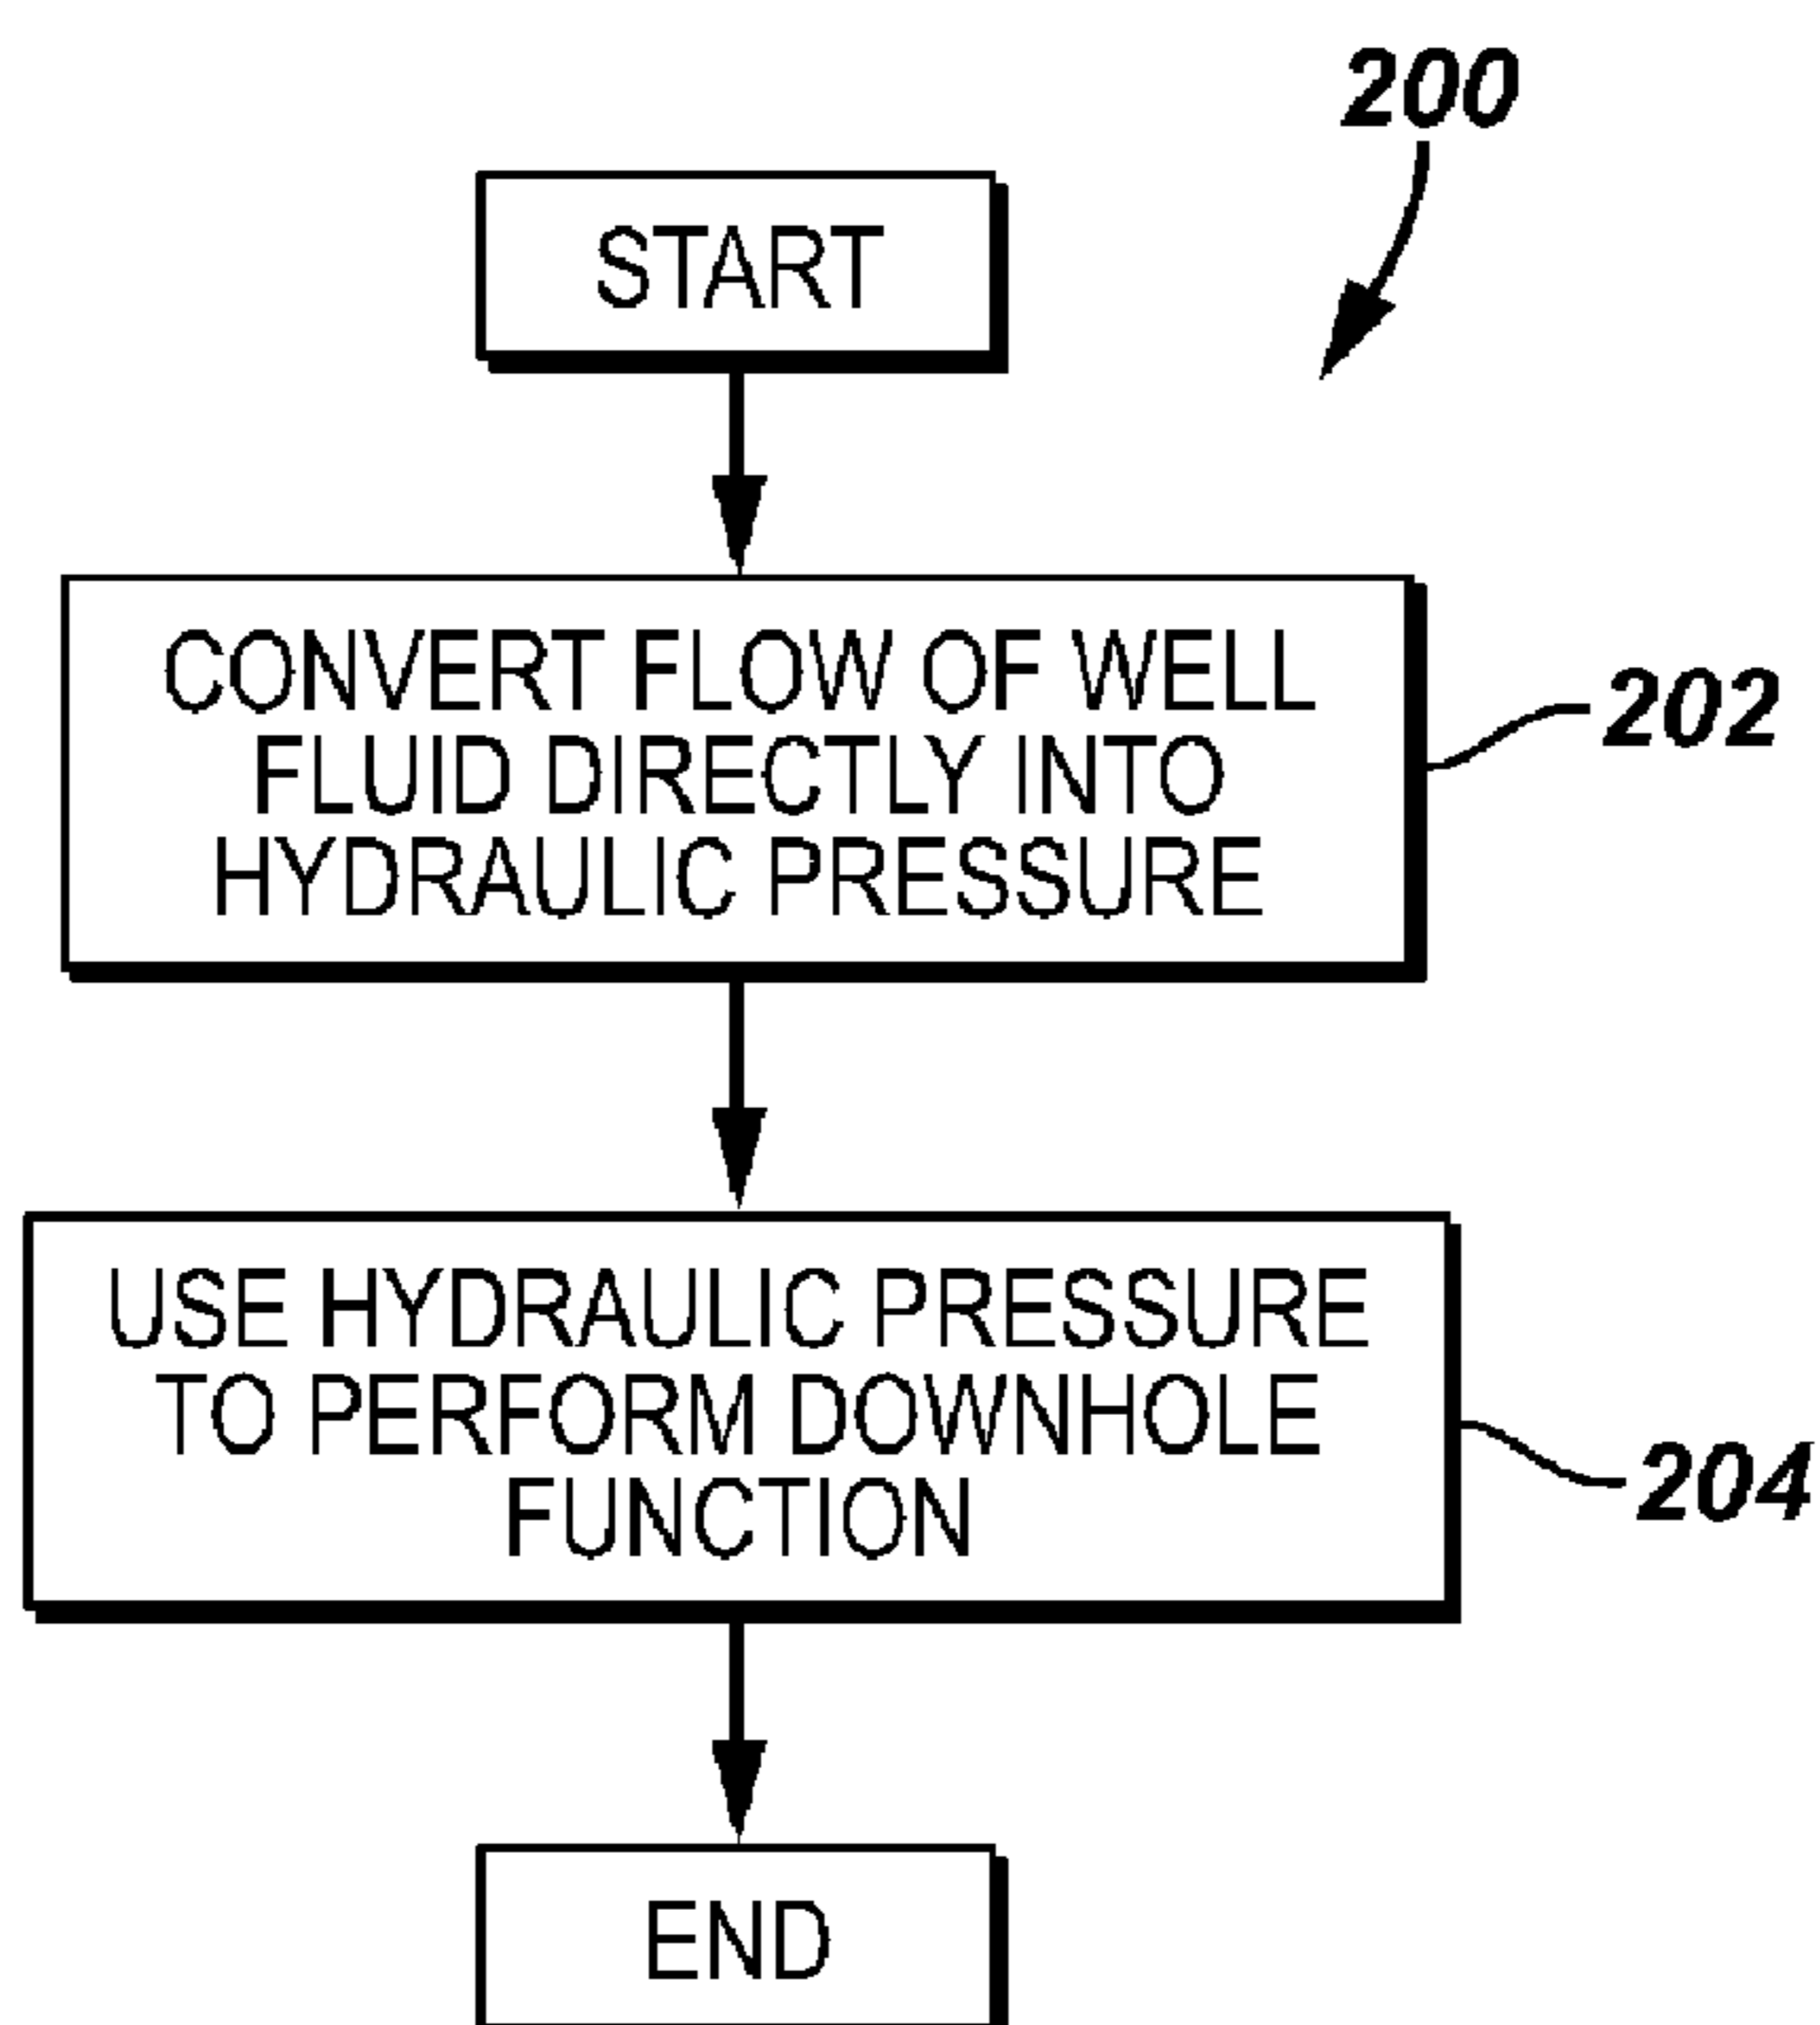 200
START
CONVERT FLOW OF WELL
FLUID DIRECTLY INTO
HYDRAULIC PRESSURE
202
USE HYDRAULIC PRESSURE
TO PERFORM DOWNHOLE
FUNCTION
204
END